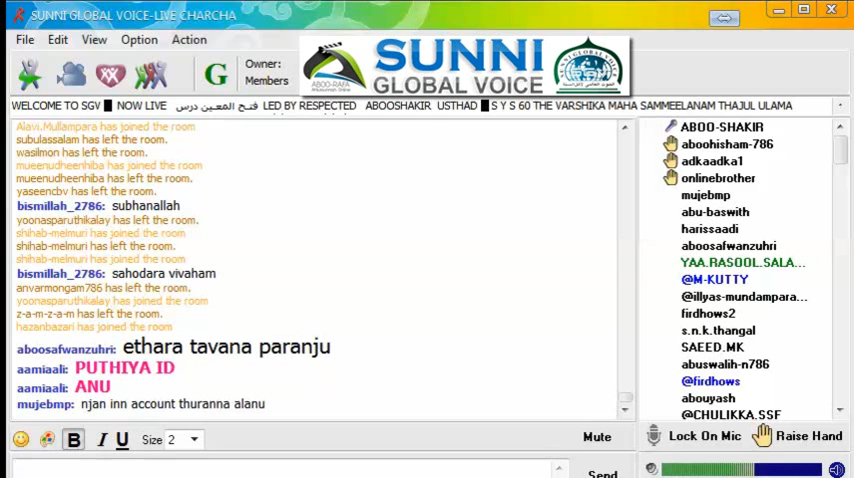 SUNNI GLOBAL VOICE-LIVE CHARCHA
File Edit View Option Action
G
Owner:
Members
ABOO-RAFA
SUNNI
GLOBAL VOICE
WELCOME TO SGV █ NOW LIVE فتح المعين درس LED BY RESPECTED ABOOSHAKIR USTHAD █ S Y S 60 THE VARSHIKA MAHA SAMMEELANAM THAJUL ULAMA
Alavi.Mullampara has joined the room
subulassalam has left the room.
wasilmon has left the room.
mueenudheenhiba has joined the room
mueenudheenhiba has left the room.
yaseencbv has left the room.
bismillah_2786: subhanallah
yoonasparuthikalay has left the room.
shihab-melmuri has joined the room
shihab-melmuri has left the room.
shihab-melmuri has joined the room
bismillah_2786: sahodara vivaham
anvarmongam786 has left the room.
yoonasparuthikalay has joined the room
z-a-m-z-a-m has left the room.
hazanbazari has joined the room
aboosafwanzuhri: ethara tavana paranju
aamiaali: PUTHIYA ID
aamiaali: ANU
mujebmp: njan inn account thuranna alanu
ABOO-SHAKIR
aboohisham-786
adkaadka1
onlinebrother
mujebmp
abu-baswith
harissaadi
aboosafwanzuhri
YAA.RASOOL.SALA...
@M-KUTTY
@illyas-mundampara...
firdhows2
s.n.k.thangal
SAEED.MK
abuswalih-n786
@firdhows
abouyash
@CHULIKKA.SSF
B I U Size 2 Mute
Lock On Mic Raise Hand
Send